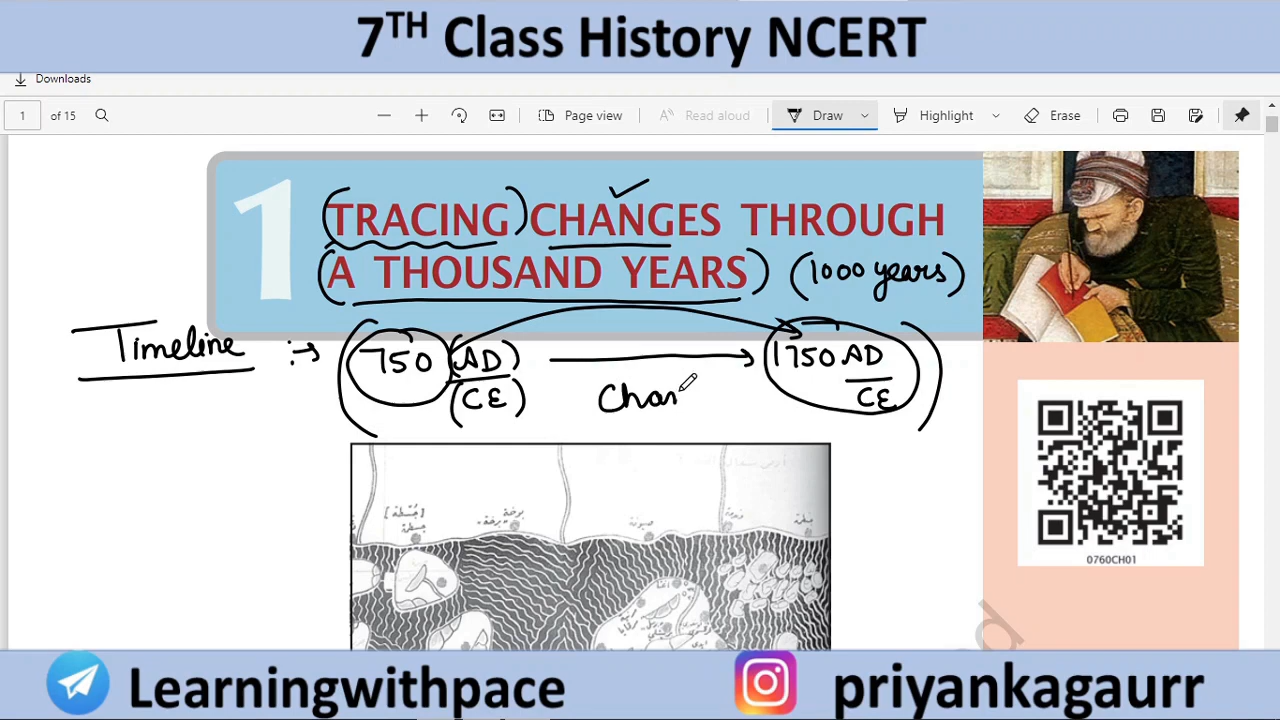 7TH Class History NCERT
Downloads
1 of 15 Page view Read aloud Draw Highlight Erase
1 TRACING CHANGES THROUGH
A THOUSAND YEARS (1000 years)
Timeline :→ (750 (AD) → 1750 AD)
(CE) Chan CE
0760CH01
Learningwithpace priyankagaurr